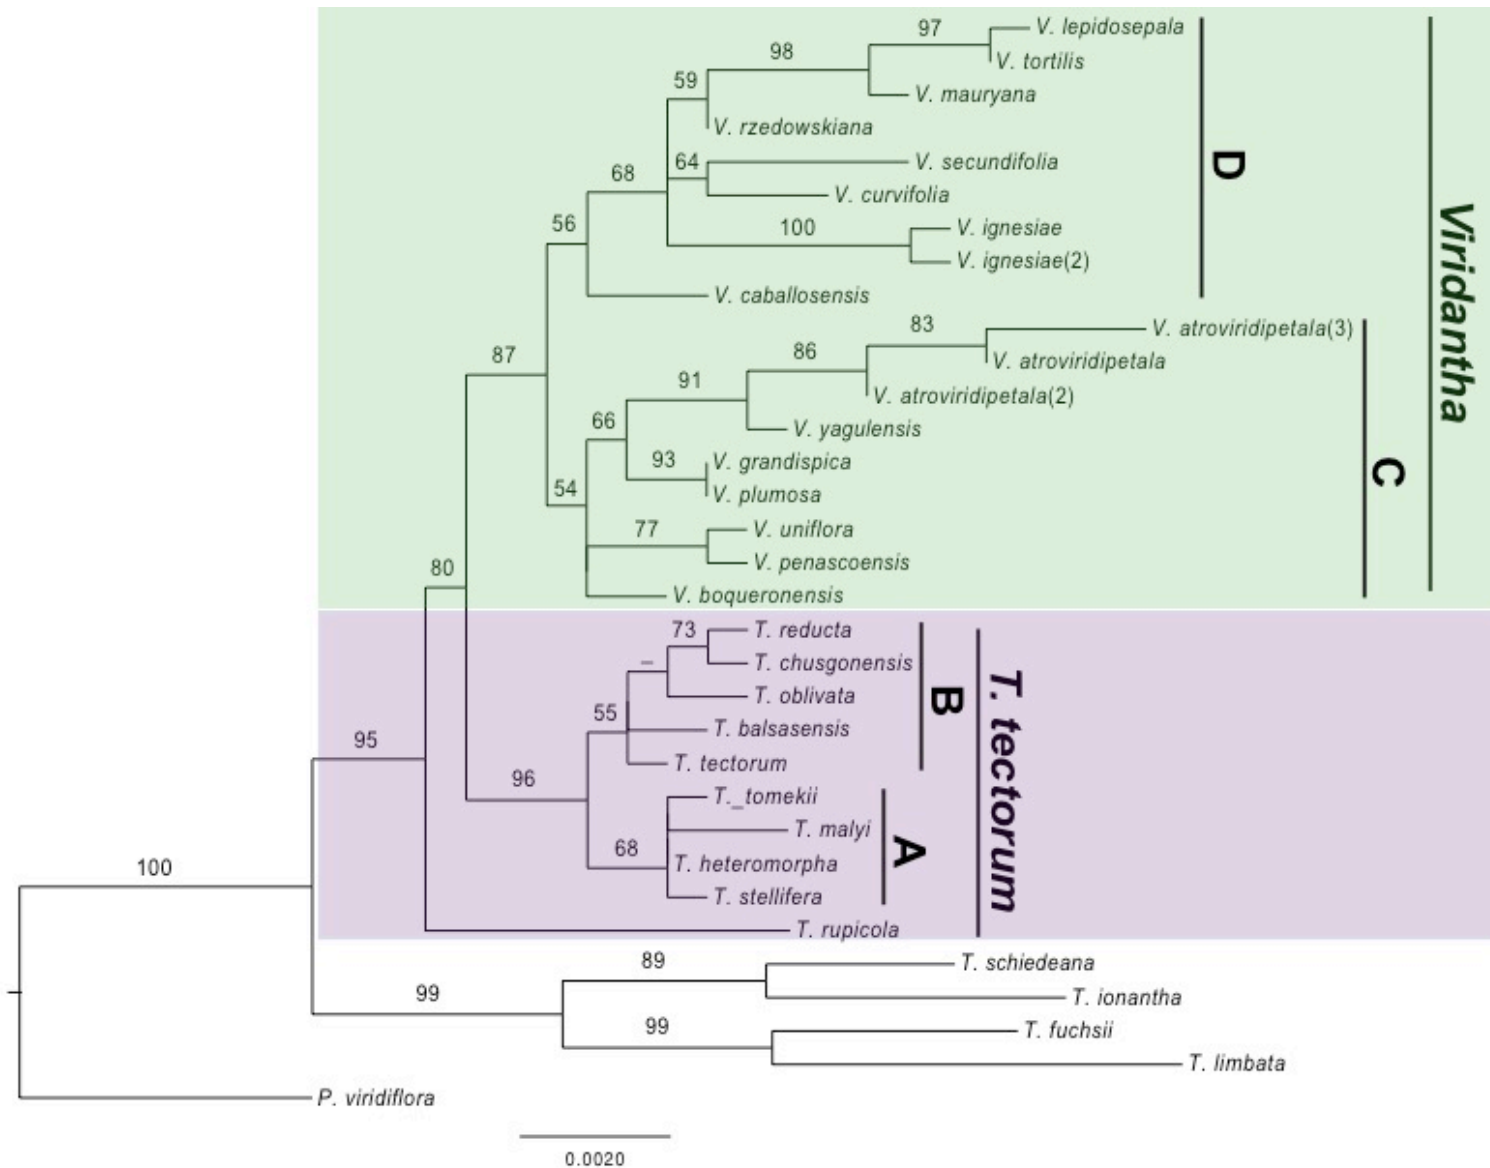 97
V. lepidosepala
98
V. tortilis
59
V. mauryana
V. rzedowskiana
64
V. secundifolia
D
68
V. curvifolia
56
100
V. ignesiae
V. ignesiae(2)
V. caballosensis
Viridantha
83
V. atroviridipetala(3)
87
86
V. atroviridipetala
91
V. atroviridipetala(2)
66
V. yagulensis
93
V. grandispica
C
54
V. plumosa
77
V. uniflora
V. penascoensis
80
V. boqueronensis
73
T. reducta
–
T. chusgonensis
T. oblivata
B
55
T. balsasensis
95
T. tectorum
T. tectorum
96
T._tomekii
T. malyi
A
68
T. heteromorpha
100
T. stellifera
T. rupicola
89
T. schiedeana
99
T. ionantha
99
T. fuchsii
T. limbata
P. viridiflora
0.0020